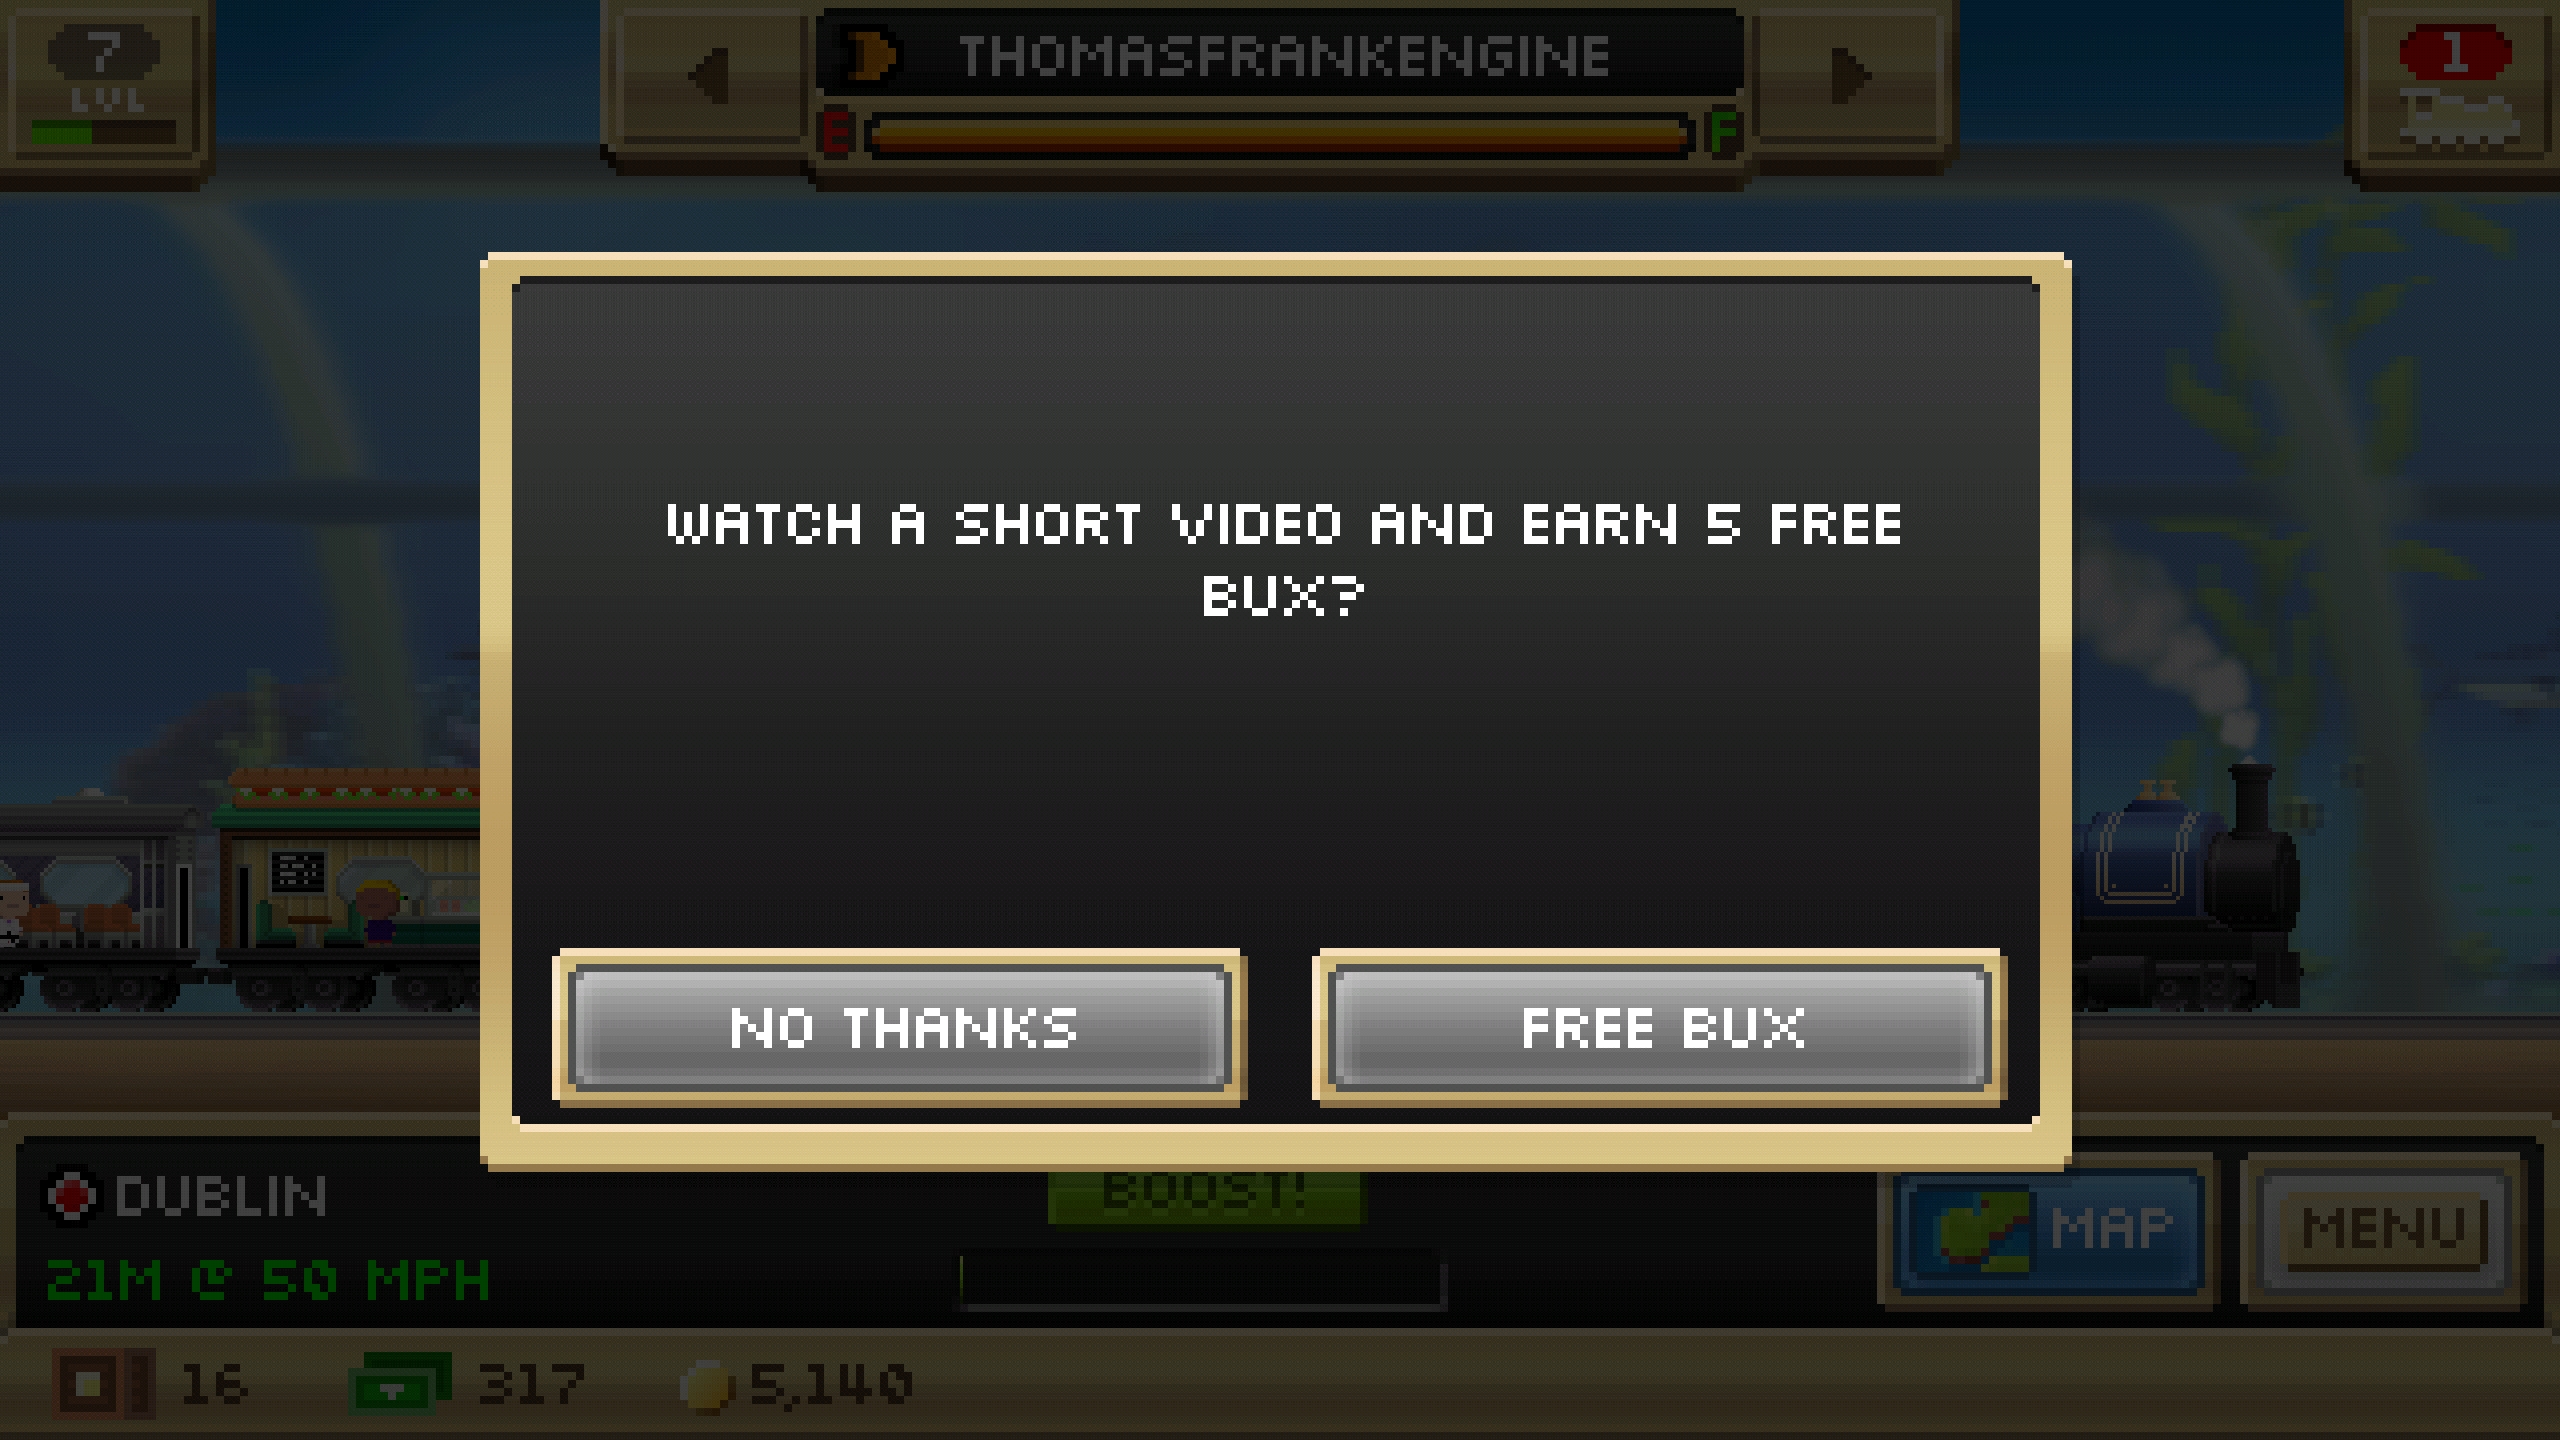 7
LVL
THOMASFRANKENGINE
E F
1
WATCH A SHORT VIDEO AND EARN 5 FREE
BUX?
NO THANKS
FREE BUX
DUBLIN
21M @ 50 MPH
BOOST!
MAP
MENU
16
317
5,140